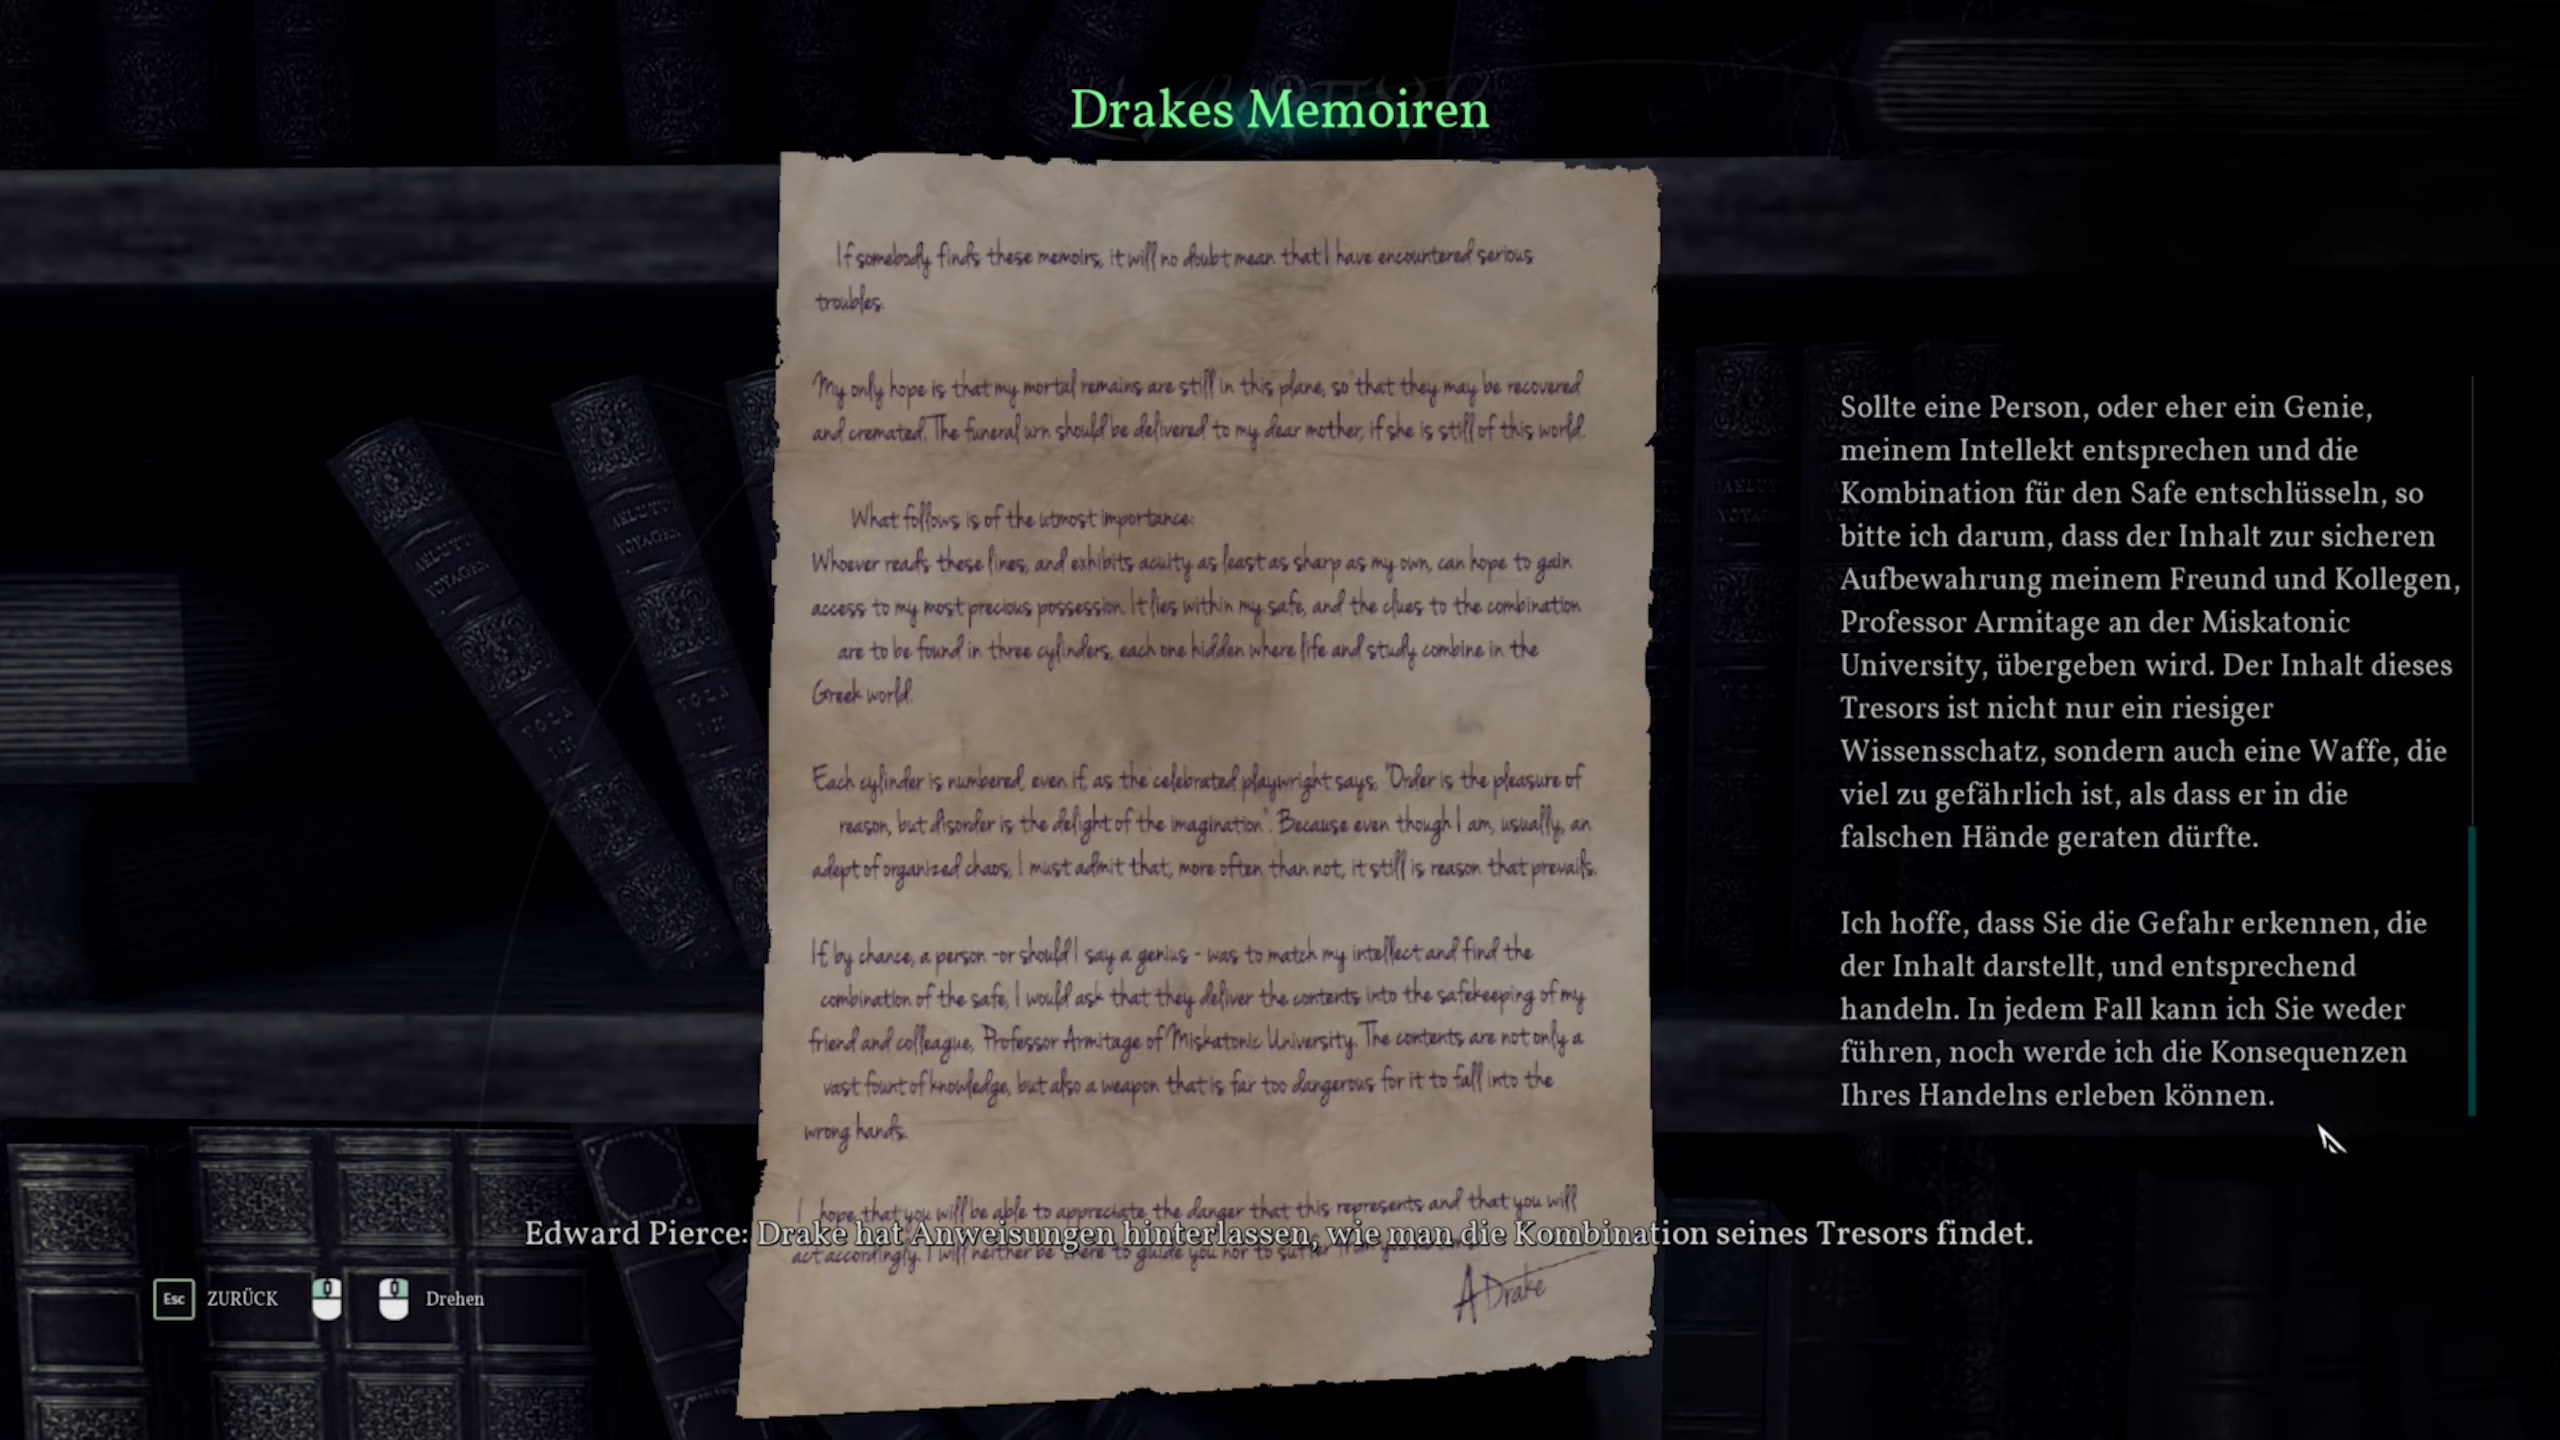 Drakes Memoiren
If somebody finds these memoirs, it will no doubt mean that I have encountered serious
troubles.
My only hope is that my mortal remains are still in this plane, so that they may be recovered
and cremated. The funeral urn should be delivered to my dear mother, if she is still of this world.
What follows is of the utmost importance:
Whoever reads these lines, and exhibits acuity as least as sharp as my own, can hope to gain
access to my most precious possession. It lies within my safe, and the clues to the combination
are to be found in three cylinders, each one hidden where life and study combine in the
Greek world.
Each cylinder is numbered, even if, as the celebrated playwright says, "Order is the pleasure of
reason, but disorder is the delight of the imagination". Because even though I am, usually, an
adept of organized chaos, I must admit that, more often than not, it still is reason that prevails.
If by chance, a person -or should I say a genius - was to match my intellect and find the
combination of the safe, I would ask that they deliver the contents into the safekeeping of my
friend and colleague, Professor Armitage of Miskatonic University. The contents are not only a
vast fount of knowledge, but also a weapon that is far too dangerous for it to fall into the
wrong hands.
I hope that you will be able to appreciate the danger that this represents and that you will
act accordingly. I will neither be there to guide you nor to suffer from
A Drake
Sollte eine Person, oder eher ein Genie,
meinem Intellekt entsprechen und die
Kombination für den Safe entschlüsseln, so
bitte ich darum, dass der Inhalt zur sicheren
Aufbewahrung meinem Freund und Kollegen,
Professor Armitage an der Miskatonic
University, übergeben wird. Der Inhalt dieses
Tresors ist nicht nur ein riesiger
Wissensschatz, sondern auch eine Waffe, die
viel zu gefährlich ist, als dass er in die
falschen Hände geraten dürfte.
Ich hoffe, dass Sie die Gefahr erkennen, die
der Inhalt darstellt, und entsprechend
handeln. In jedem Fall kann ich Sie weder
führen, noch werde ich die Konsequenzen
Ihres Handelns erleben können.
Edward Pierce: Drake hat Anweisungen hinterlassen, wie man die Kombination seines Tresors findet.
Esc ZURÜCK Drehen